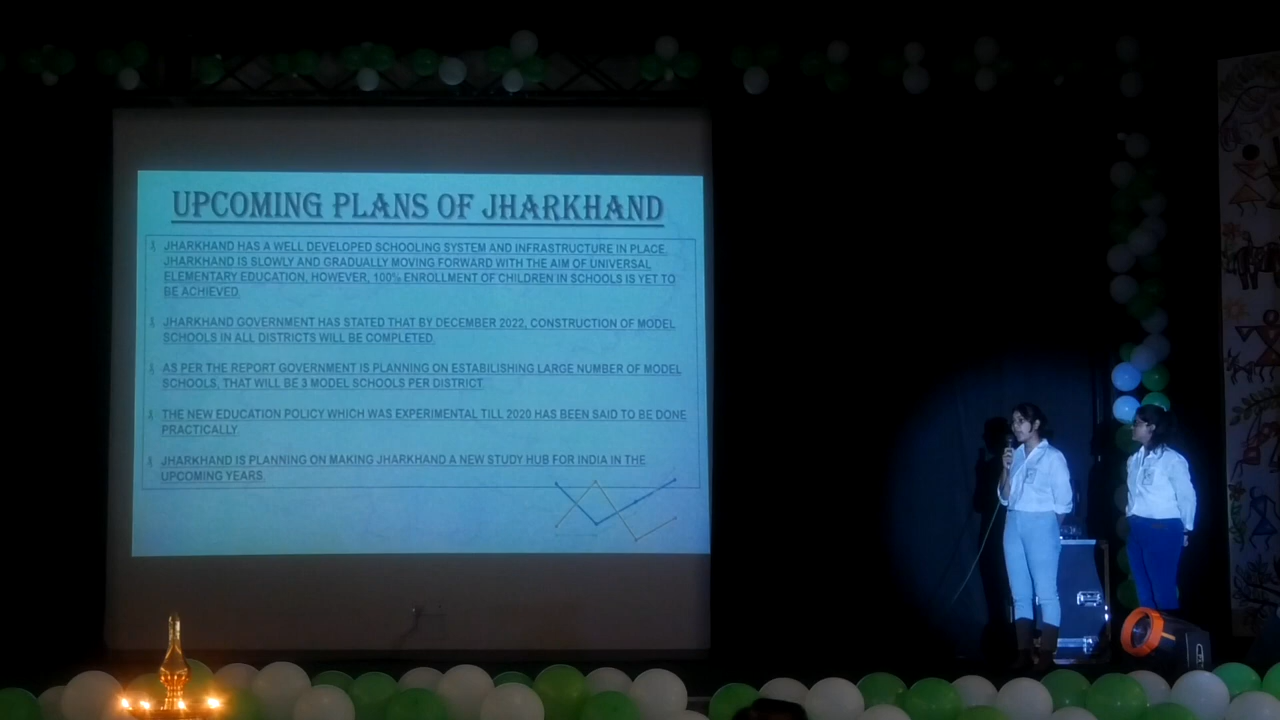 UPCOMING PLANS OF JHARKHAND
JHARKHAND HAS A WELL DEVELOPED SCHOOLING SYSTEM AND INFRASTRUCTURE IN PLACE.
JHARKHAND IS SLOWLY AND GRADUALLY MOVING FORWARD WITH THE AIM OF UNIVERSAL
ELEMENTARY EDUCATION. HOWEVER, 100% ENROLLMENT OF CHILDREN IN SCHOOLS IS YET TO
BE ACHIEVED.
JHARKHAND GOVERNMENT HAS STATED THAT BY DECEMBER 2022, CONSTRUCTION OF MODEL
SCHOOLS IN ALL DISTRICTS WILL BE COMPLETED.
AS PER THE REPORT GOVERNMENT IS PLANNING ON ESTABILISHING LARGE NUMBER OF MODEL
SCHOOLS, THAT WILL BE 3 MODEL SCHOOLS PER DISTRICT.
THE NEW EDUCATION POLICY WHICH WAS EXPERIMENTAL TILL 2020 HAS BEEN SAID TO BE DONE
PRACTICALLY.
JHARKHAND IS PLANNING ON MAKING JHARKHAND A NEW STUDY HUB FOR INDIA IN THE
UPCOMING YEARS.